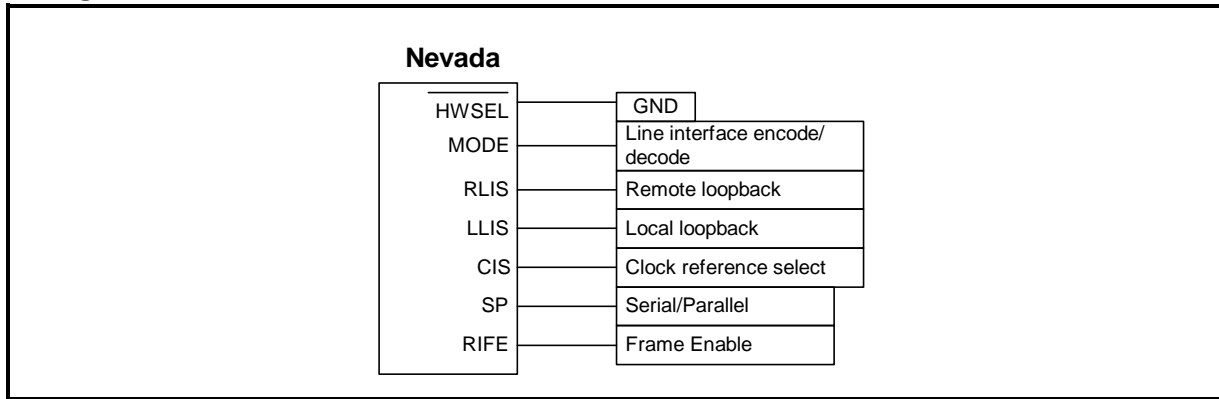 Nevada
HWSEL GND
MODE Line interface encode/
decode
RLIS Remote loopback
LLIS Local loopback
CIS Clock reference select
SP Serial/Parallel
RIFE Frame Enable